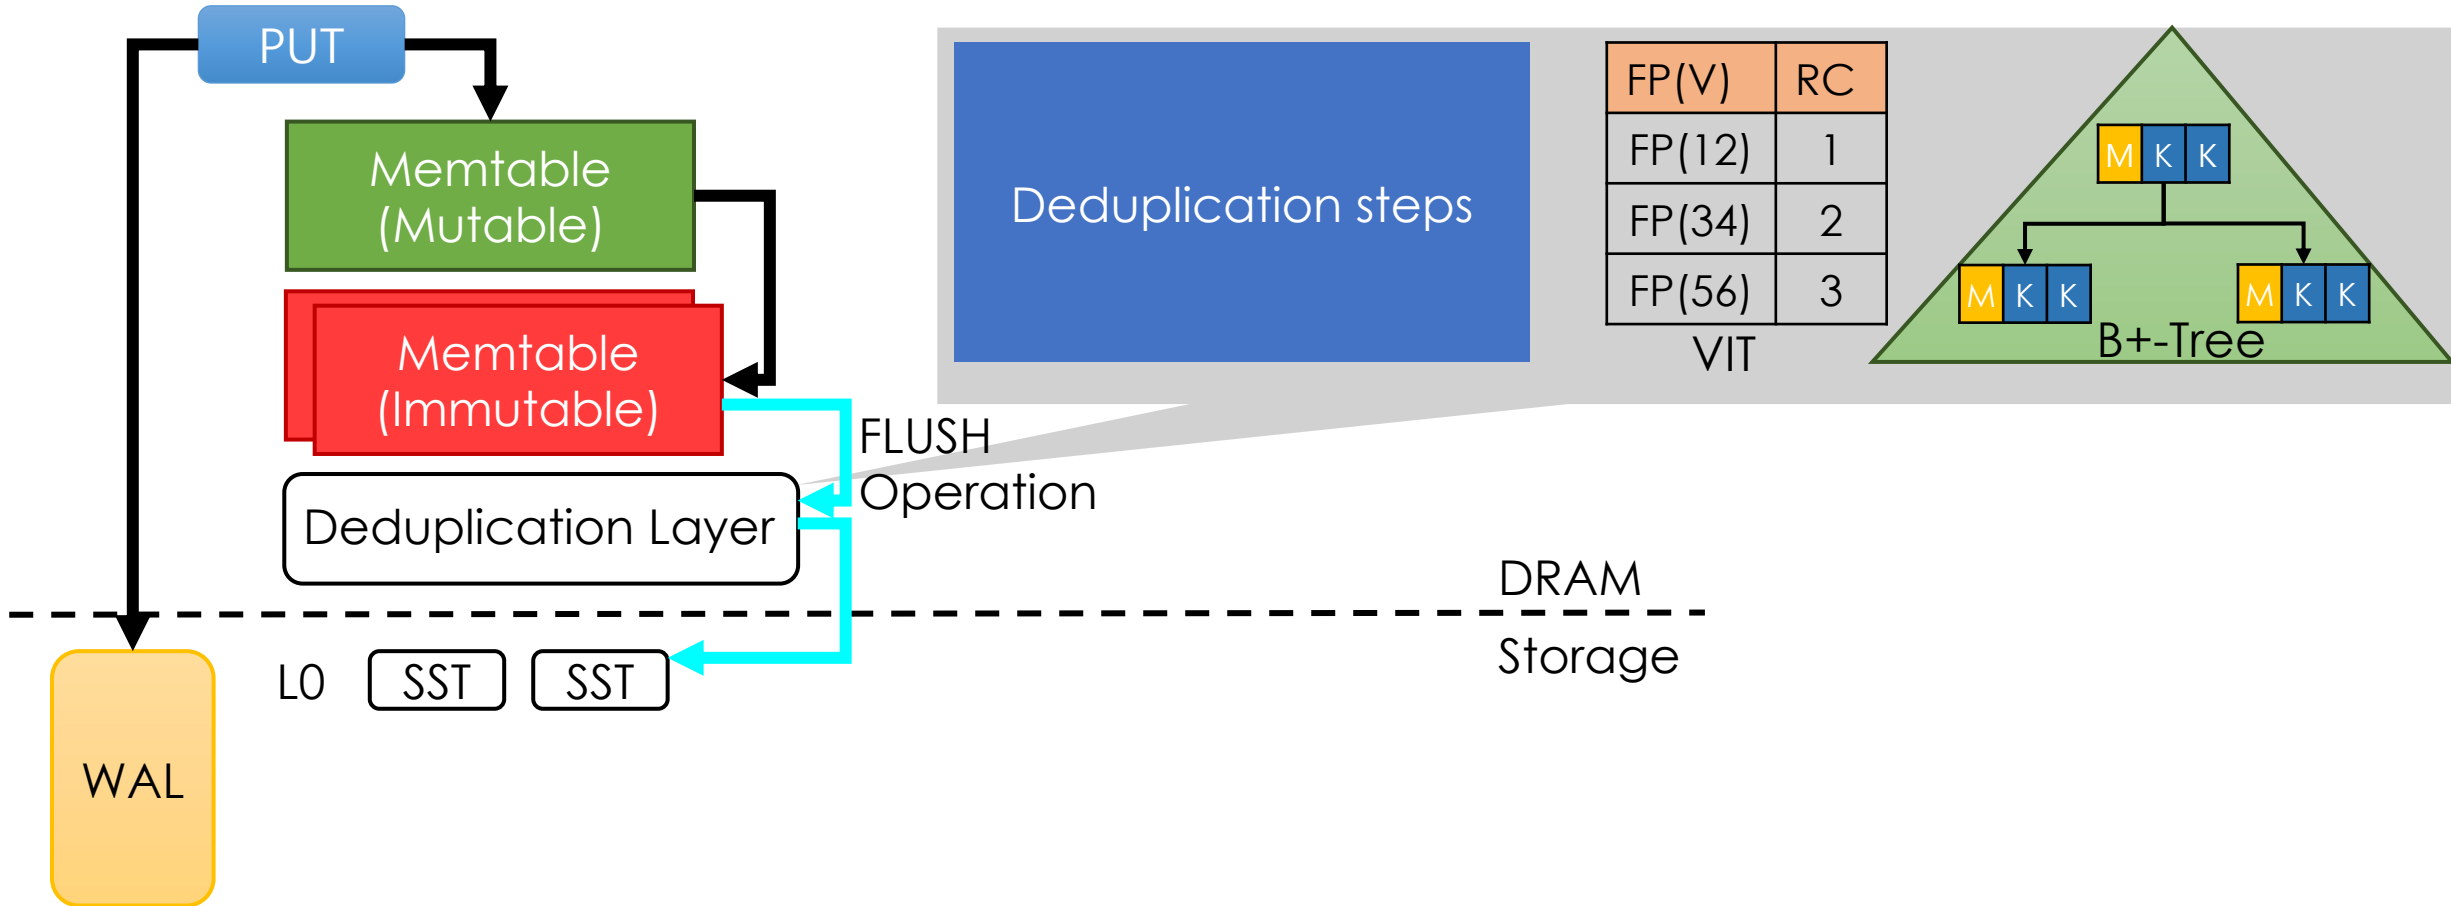 PUT
Memtable
(Mutable)
Memtable
(Immutable)
FLUSH
Operation
Deduplication Layer
Deduplication steps
FP(V) RC
FP(12) 1
FP(34) 2
FP(56) 3
VIT
M K K
M K K
M K K
B+-Tree
DRAM
Storage
L0 SST SST
WAL